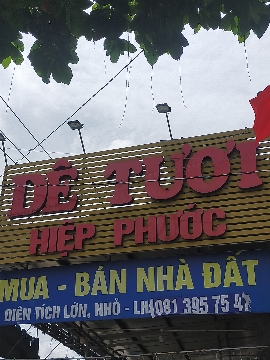 DÊ TƯƠI
HIỆP PHƯỚC
MUA - BÁN NHÀ ĐẤT
DIỆN TÍCH LỚN, NHỎ - LH:081 395 75 47